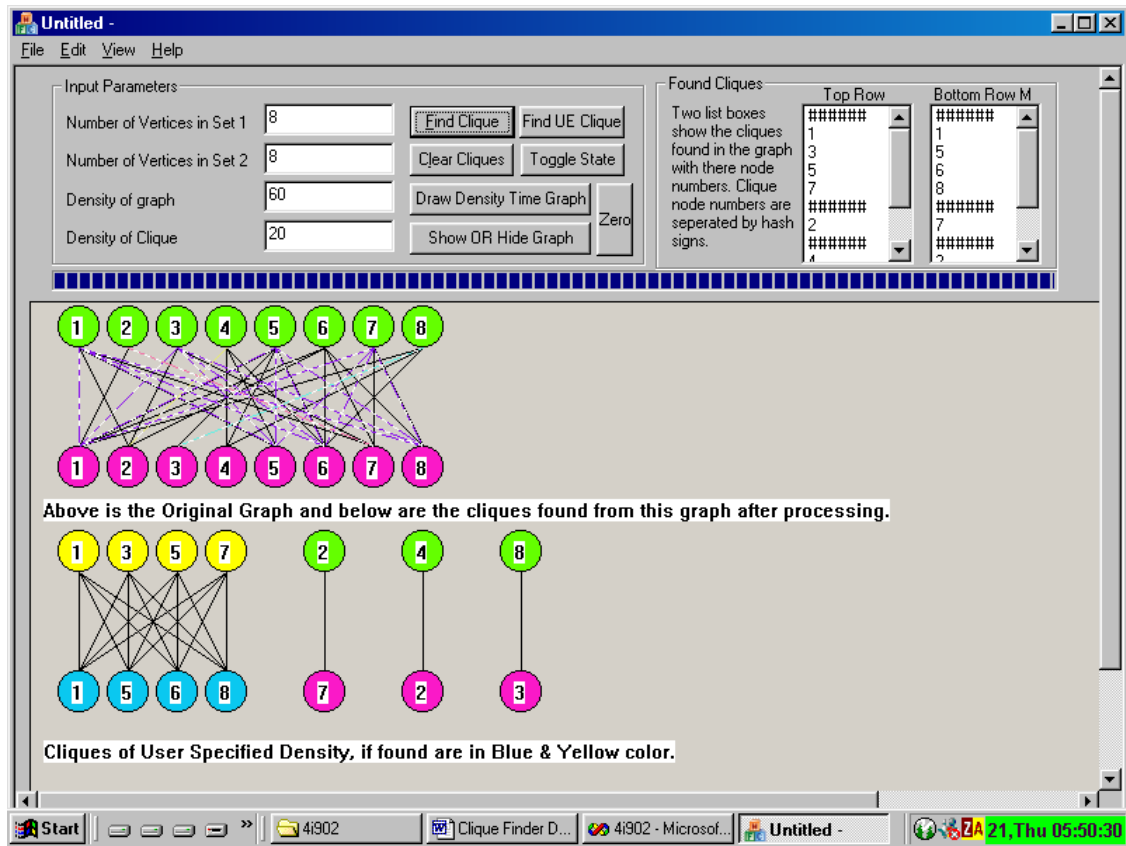 Untitled -
File Edit View Help
Input Parameters
Number of Vertices in Set 1 8
Number of Vertices in Set 2 8
Density of graph 60
Density of Clique 20
Find Clique Find UE Clique
Clear Cliques Toggle State
Draw Density Time Graph
Show OR Hide Graph
Zero
Found Cliques
Two list boxes
show the cliques
found in the graph
with there node
numbers. Clique
node numbers are
seperated by hash
signs.
Top Row
######
1
3
5
7
######
2
######
4
Bottom Row M
######
1
5
6
8
######
7
######
2
1 2 3 4 5 6 7 8
1 2 3 4 5 6 7 8
Above is the Original Graph and below are the cliques found from this graph after processing.
1 3 5 7 2 4 8
1 5 6 8 7 2 3
Cliques of User Specified Density, if found are in Blue & Yellow color.
Start » 4i902 Clique Finder D... 4i902 - Microsof... Untitled - ZA 21,Thu 05:50:30